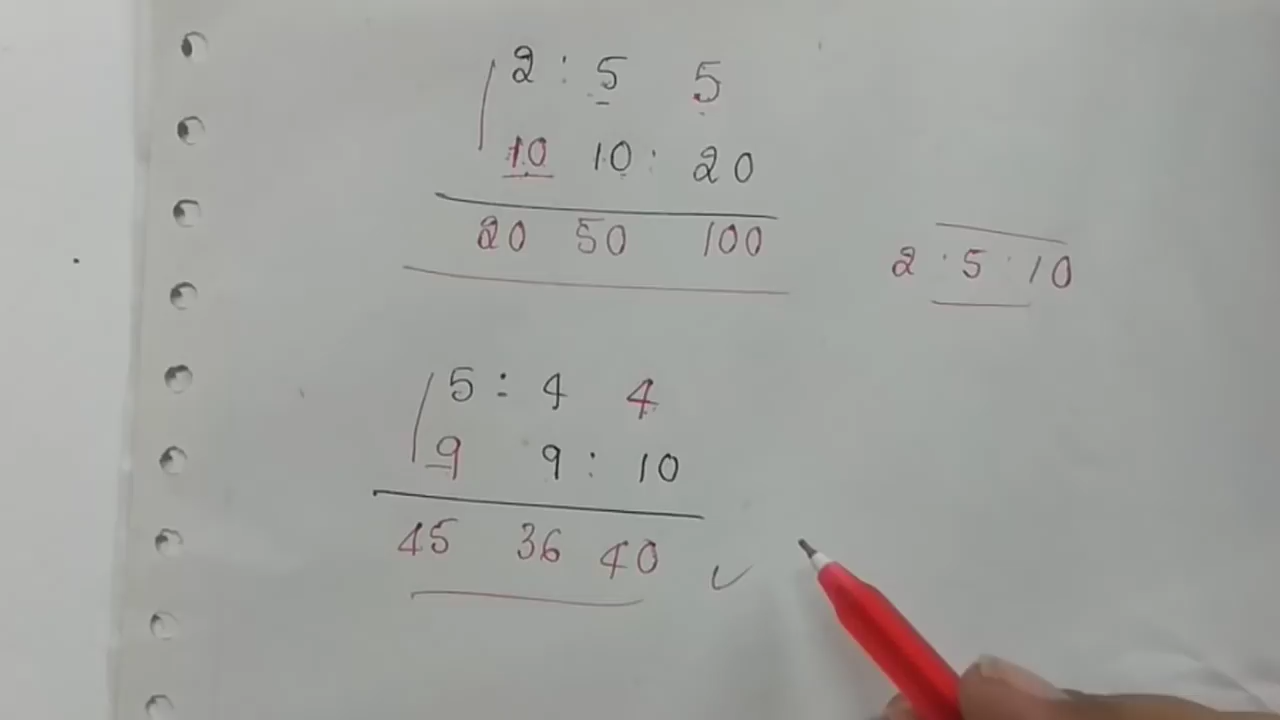 2 : 5 5
10 10 : 20
20 50 100
2 : 5 : 10
5 : 4 4
9 9 : 10
45 36 40 ✓